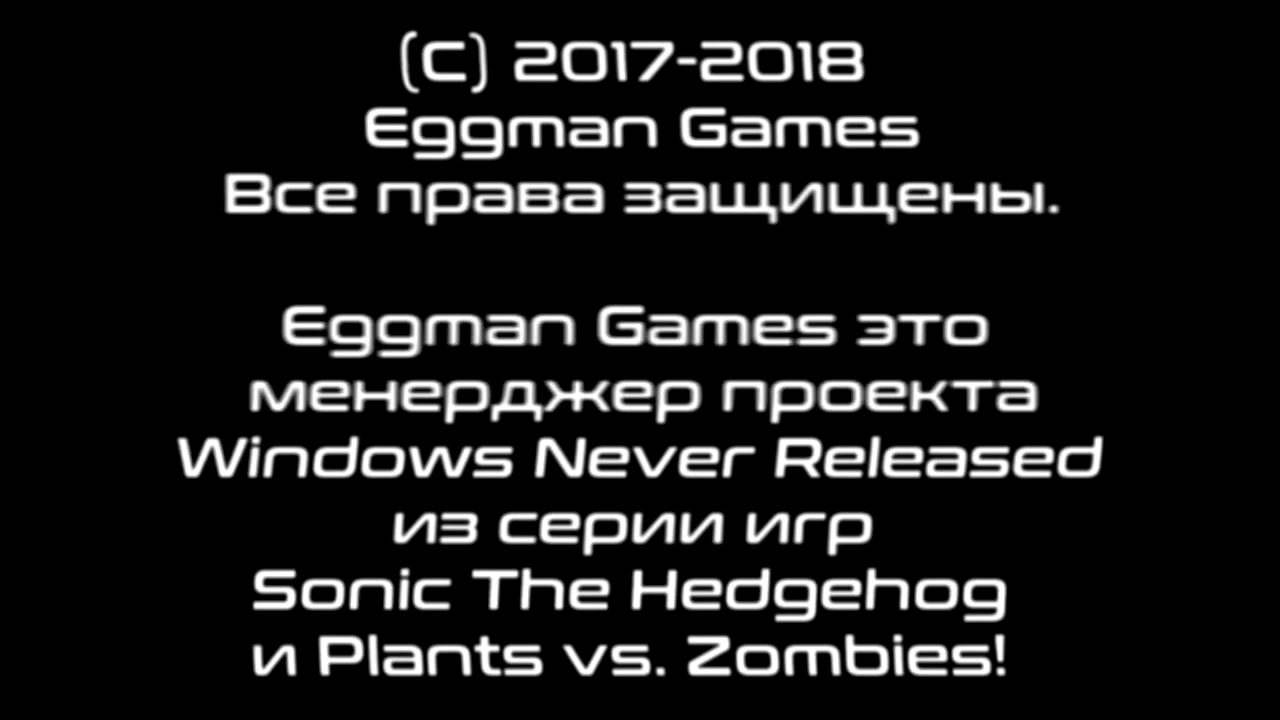 (C) 2017-2018
Eggman Games
Все права защищены.
Eggman Games это
менерджер проекта
Windows Never Released
из серии игр
Sonic The Hedgehog
и Plants vs. Zombies!